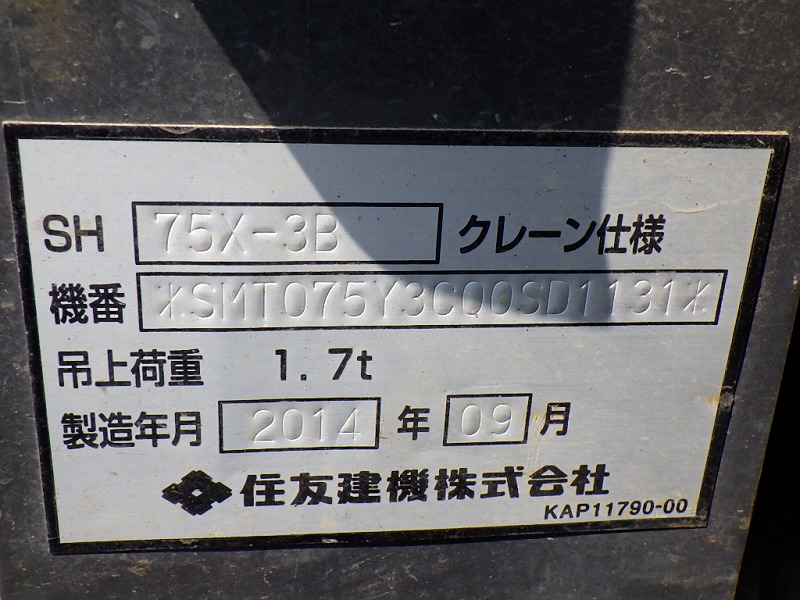 SH 75X-3B クレーン仕様
機番 *SMT075Y3C00SD1131*
吊上荷重 1.7t
製造年月 2014 年 09 月
住友建機株式会社
KAP11790-00